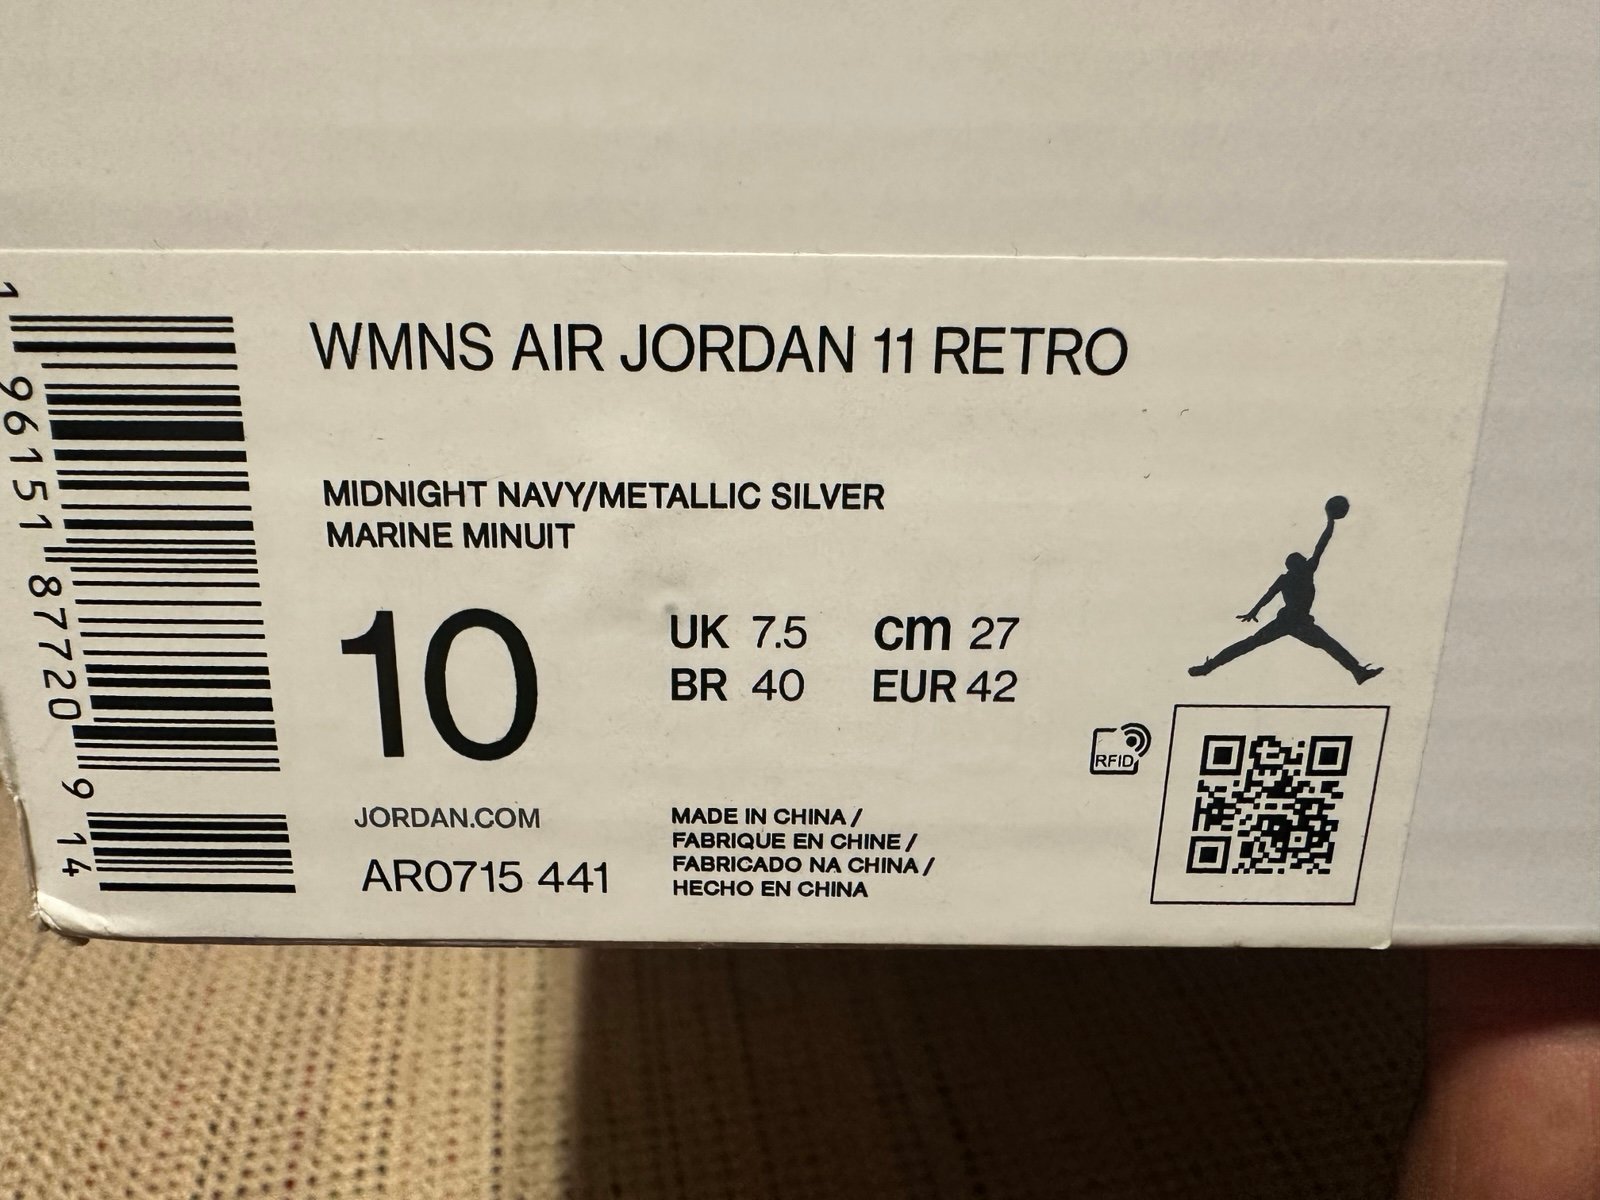 WMNS AIR JORDAN 11 RETRO
MIDNIGHT NAVY/METALLIC SILVER
MARINE MINUIT
10
UK 7.5 cm 27
BR 40 EUR 42
RFID
JORDAN.COM
AR0715 441
MADE IN CHINA /
FABRIQUE EN CHINE /
FABRICADO NA CHINA /
HECHO EN CHINA
1 96151 87720 9 14